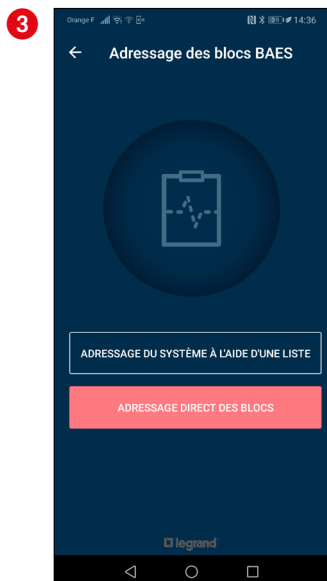 3
Orange F 89 14:36
Adressage des blocs BAES
ADRESSAGE DU SYSTÈME À L'AIDE D'UNE LISTE
ADRESSAGE DIRECT DES BLOCS
legrand